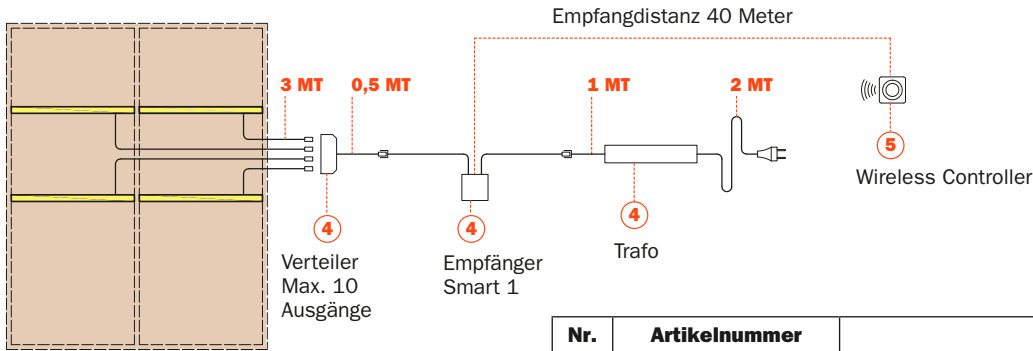 Empfangdistanz 40 Meter
3 MT
0,5 MT
1 MT
2 MT
5
Wireless Controller
4
Verteiler
Max. 10
Ausgänge
4
Empfänger
Smart 1
4
Trafo
Nr.
Artikelnummer